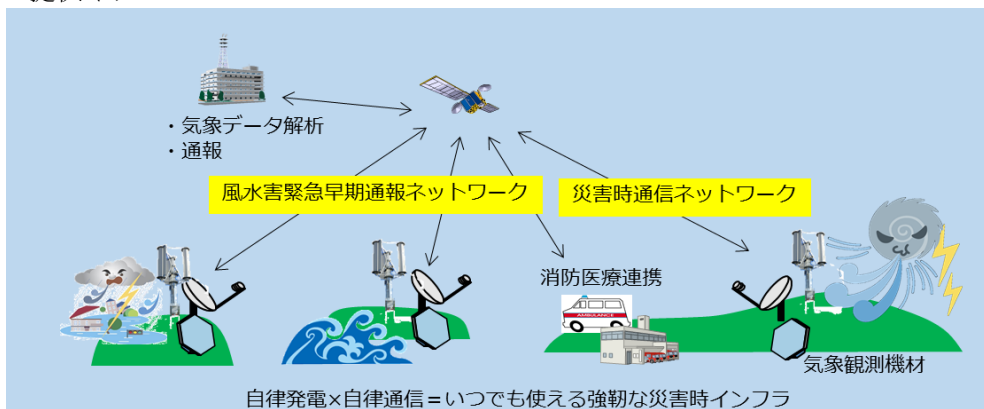 ・気象データ解析
・通報
風水害緊急早期通報ネットワーク
災害時通信ネットワーク
消防医療連携
AMBULANCE
気象観測機材
自律発電×自律通信＝いつでも使える強靭な災害時インフラ